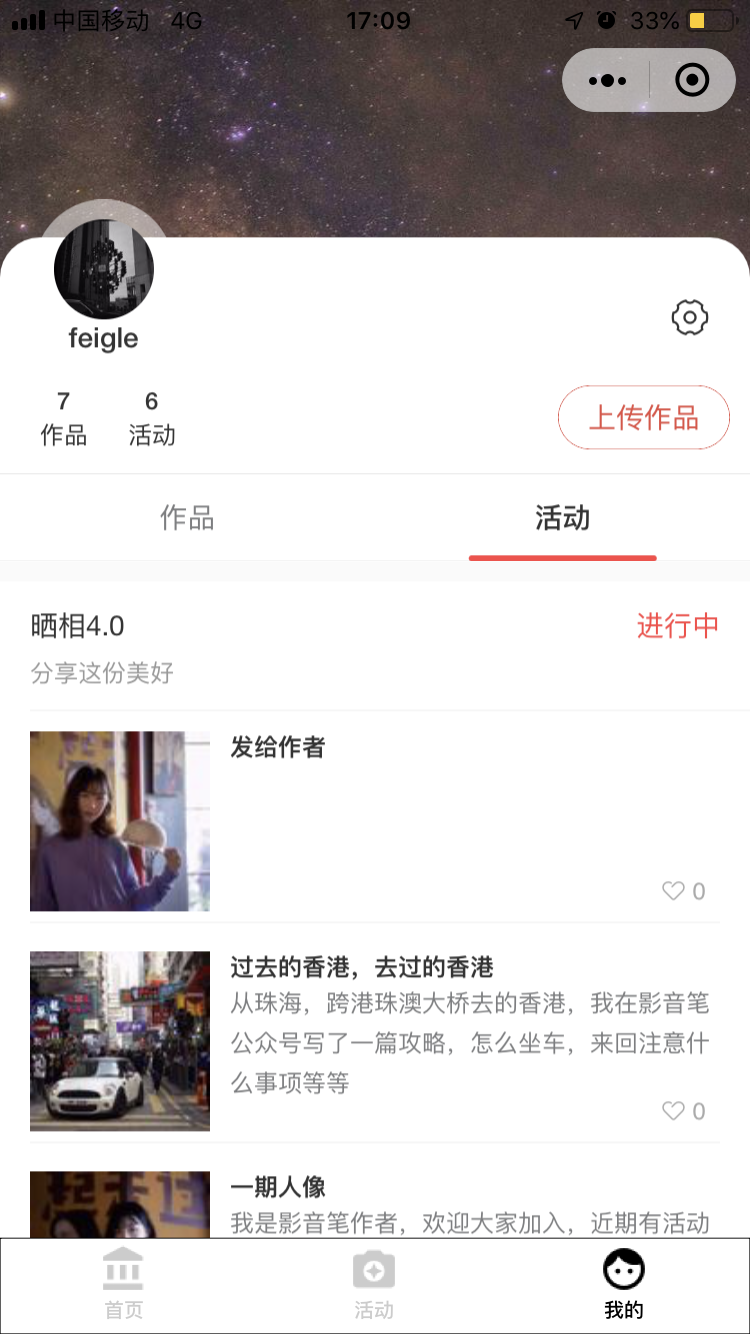 中国移动 4G 17:09 33%
feigle
7 6
作品 活动
上传作品
作品 活动
晒相4.0 进行中
分享这份美好
发给作者
0
过去的香港，去过的香港
从珠海，跨港珠澳大桥去的香港，我在影音笔
公众号写了一篇攻略，怎么坐车，来回注意什
么事项等等
0
一期人像
我是影音笔作者，欢迎大家加入，近期有活动
首页 活动 我的